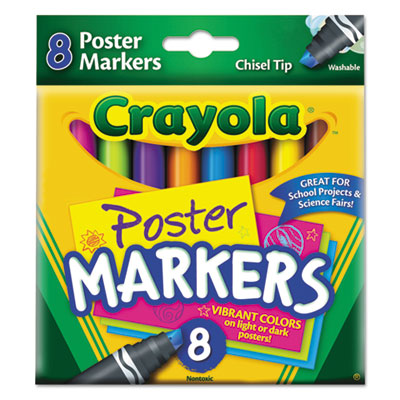 8 Poster
Markers
Chisel Tip
Washable
Crayola
™
GREAT FOR
School Projects &
Science Fairs!
Poster
MARKERS
VIBRANT COLORS
on light or dark
posters!
8
Nontoxic
®